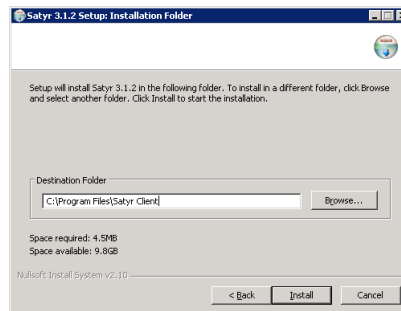 Satyr 3.1.2 Setup: Installation Folder
Setup will install Satyr 3.1.2 in the following folder. To install in a different folder, click Browse
and select another folder. Click Install to start the installation.
Destination Folder
C:\Program Files\Satyr Client
Browse...
Space required: 4.5MB
Space available: 9.8GB
Nullsoft Install System v2.10
< Back
Install
Cancel